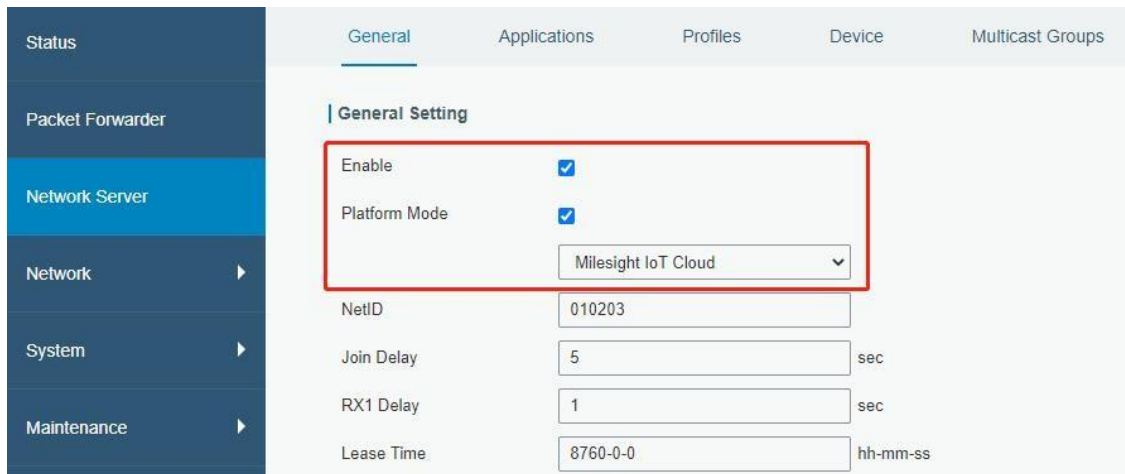 Status
Packet Forwarder
Network Server
Network
System
Maintenance
General Applications Profiles Device Multicast Groups
General Setting
Enable
Platform Mode
Milesight IoT Cloud
NetID 010203
Join Delay 5 sec
RX1 Delay 1 sec
Lease Time 8760-0-0 hh-mm-ss